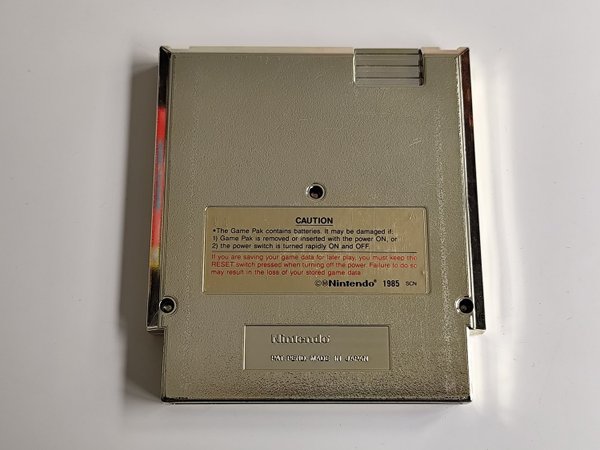 CAUTION
*The Game Pak contains batteries. It may be damaged if:
1) Game Pak is removed or inserted with the power ON, or
2) the power switch is turned rapidly ON and OFF.
If you are saving your game data for later play, you must keep the
RESET switch pressed when turning off the power. Failure to do so
may result in the loss of your stored game data
©Ⓜ Nintendo® 1985 SCN
Nintendo®
PAT. PEND. MADE IN JAPAN